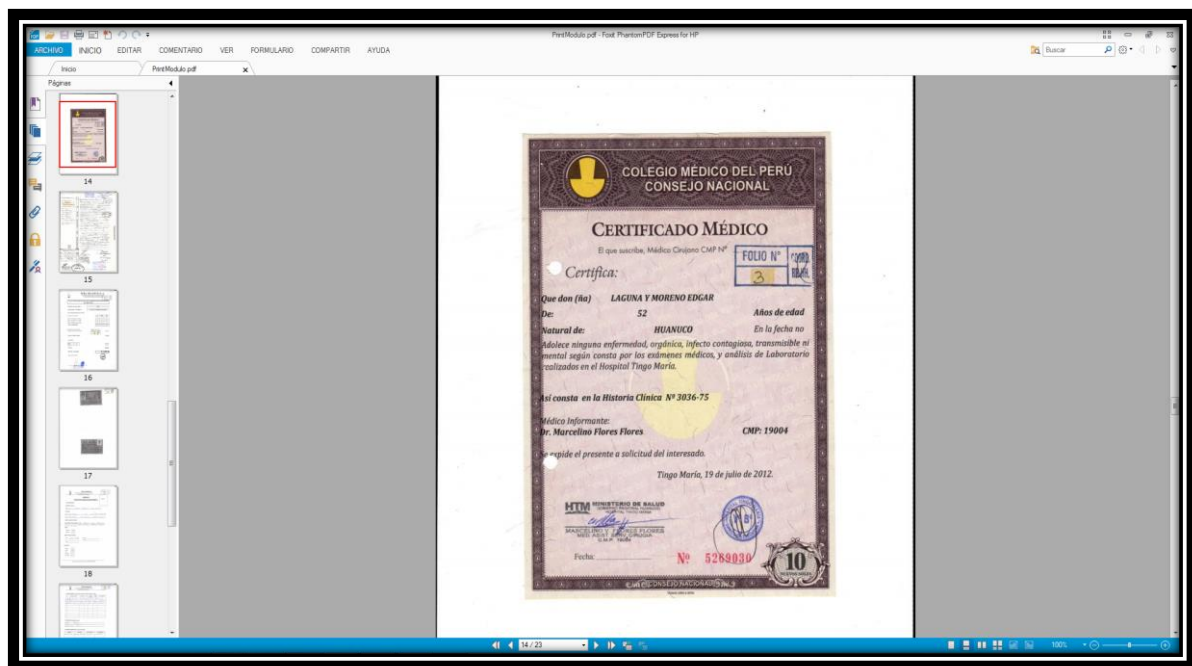 PrintModulo.pdf - Foxit PhantomPDF Express for HP
ARCHIVO INICIO EDITAR COMENTARIO VER FORMULARIO COMPARTIR AYUDA
Buscar
Inicio
PrintModulo.pdf
Páginas
14
15
16
17
18
COLEGIO MÉDICO DEL PERÚ
CONSEJO NACIONAL
CERTIFICADO MÉDICO
El que suscribe, Médico Cirujano CMP Nº
FOLIO Nº
3
Certifica:
Que don (ña) LAGUNA Y MORENO EDGAR
De: 52 Años de edad
Natural de: HUANUCO En la fecha no
Adolece ninguna enfermedad, orgánica, infecto contagiosa, transmisible ni
mental según consta por los exámenes médicos, y análisis de Laboratorio
realizados en el Hospital Tingo María.
Así consta en la Historia Clínica Nº 3036-75
Médico Informante:
Dr. Marcelino Flores Flores CMP: 19004
Se expide el presente a solicitud del interesado.
Tingo María, 19 de julio de 2012.
HTM MINISTERIO DE SALUD
Fecha:
Nº 5269030
10
14 / 23
100%